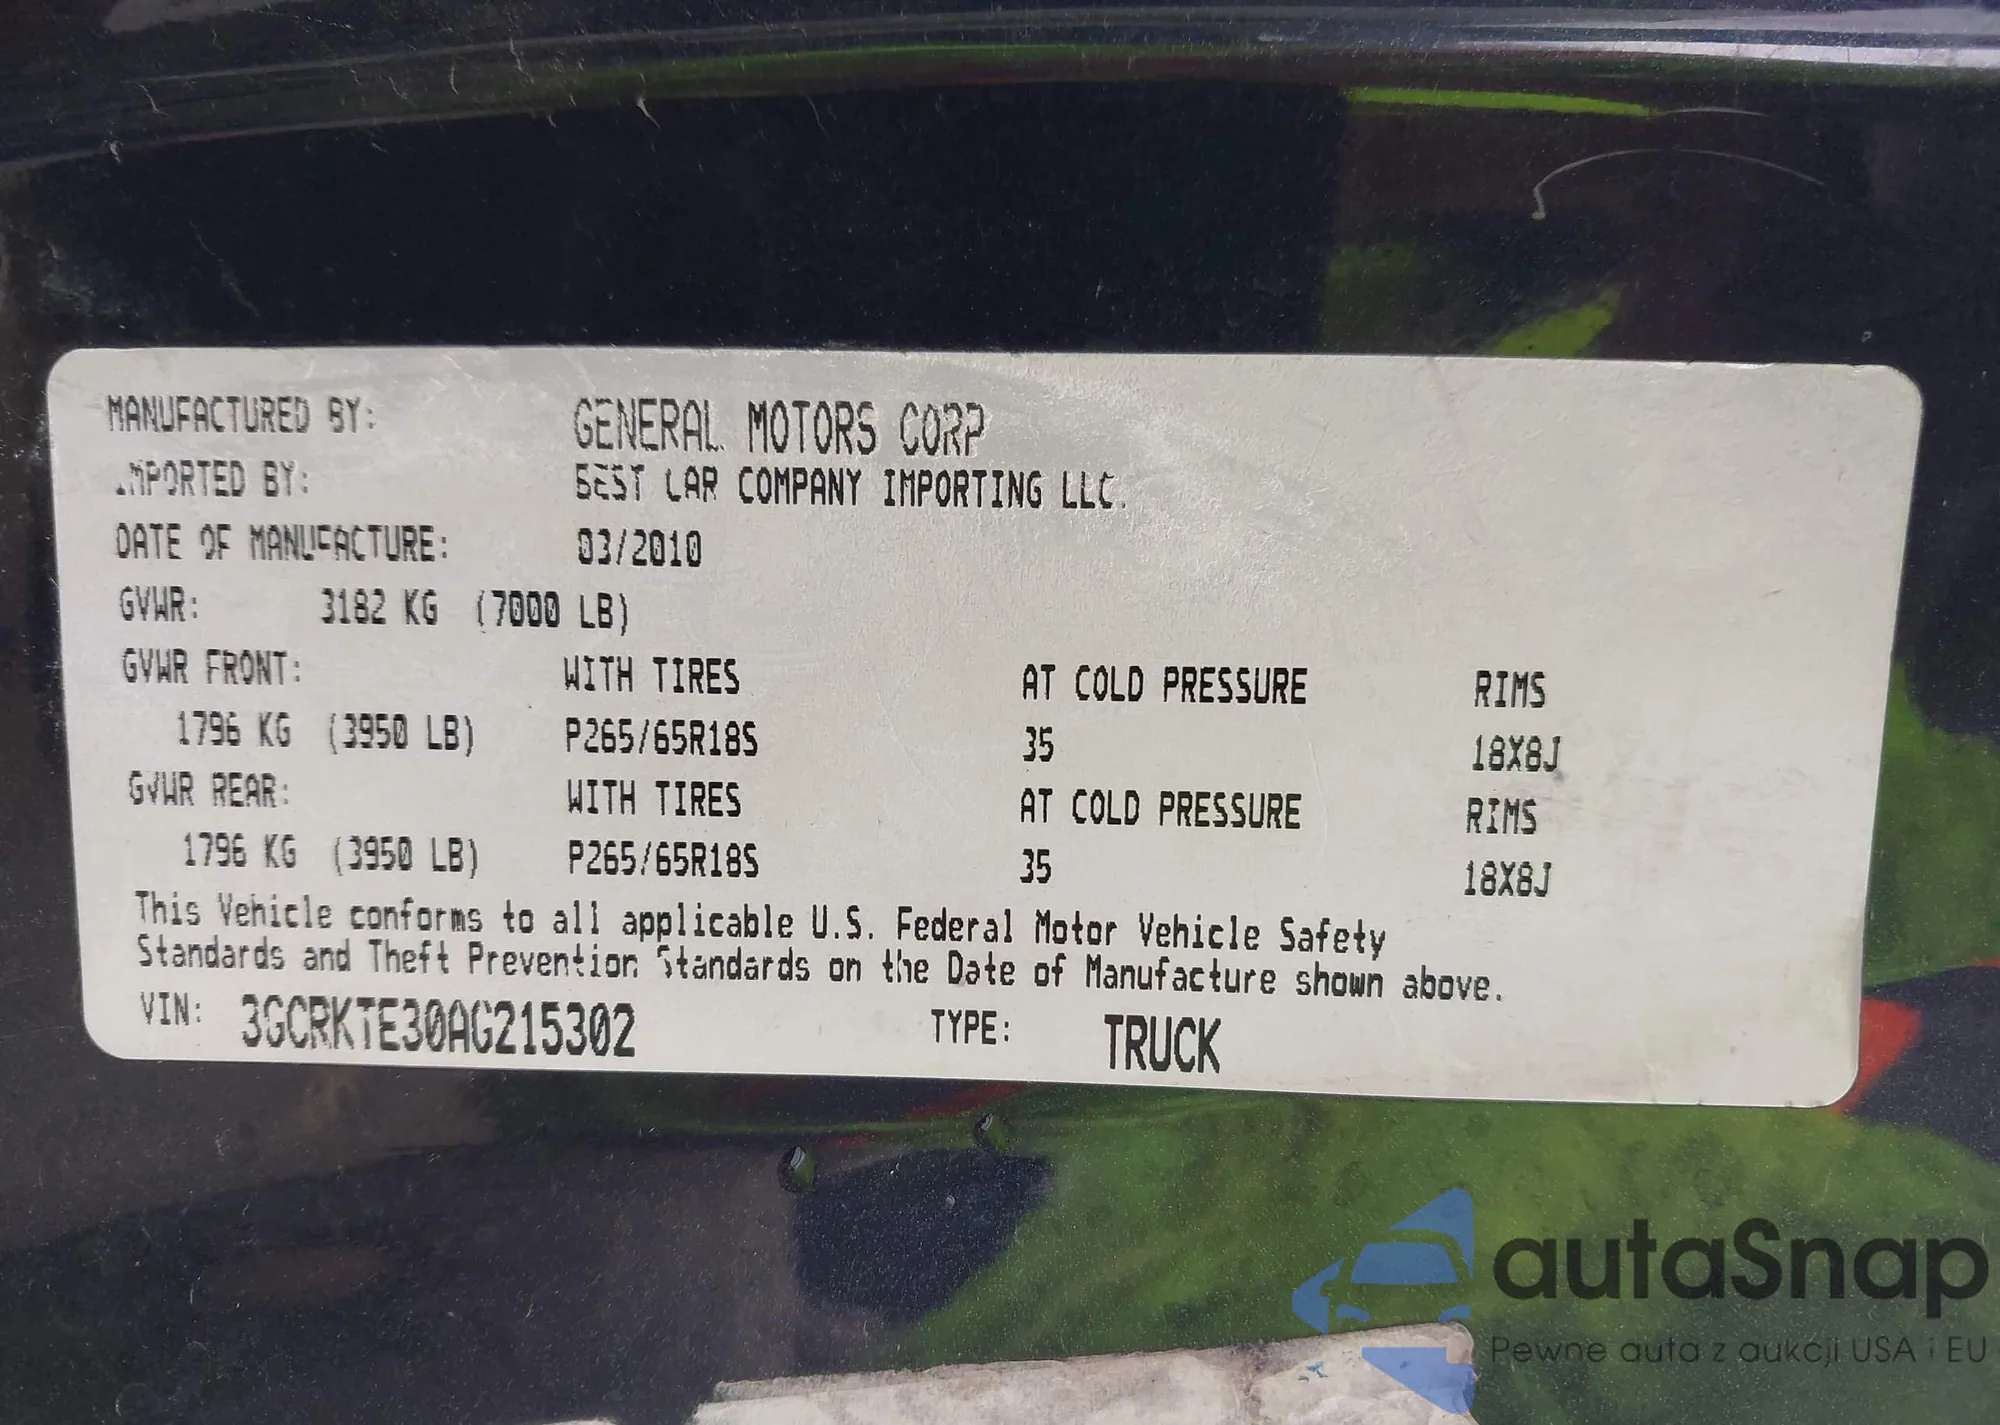 MANUFACTURED BY: GENERAL MOTORS CORP
IMPORTED BY: BEST CAR COMPANY IMPORTING LLC.
DATE OF MANUFACTURE: 03/2010
GVWR: 3182 KG (7000 LB)
GVWR FRONT: WITH TIRES AT COLD PRESSURE RIMS
1796 KG (3950 LB) P265/65R18S 35 18X8J
GVWR REAR: WITH TIRES AT COLD PRESSURE RIMS
1796 KG (3950 LB) P265/65R18S 35 18X8J
This Vehicle conforms to all applicable U.S. Federal Motor Vehicle Safety
Standards and Theft Prevention Standards on the Date of Manufacture shown above.
VIN: 3GCRKTE30AG215302 TYPE: TRUCK
autaSnap
Pewne auta z aukcji USA i EU